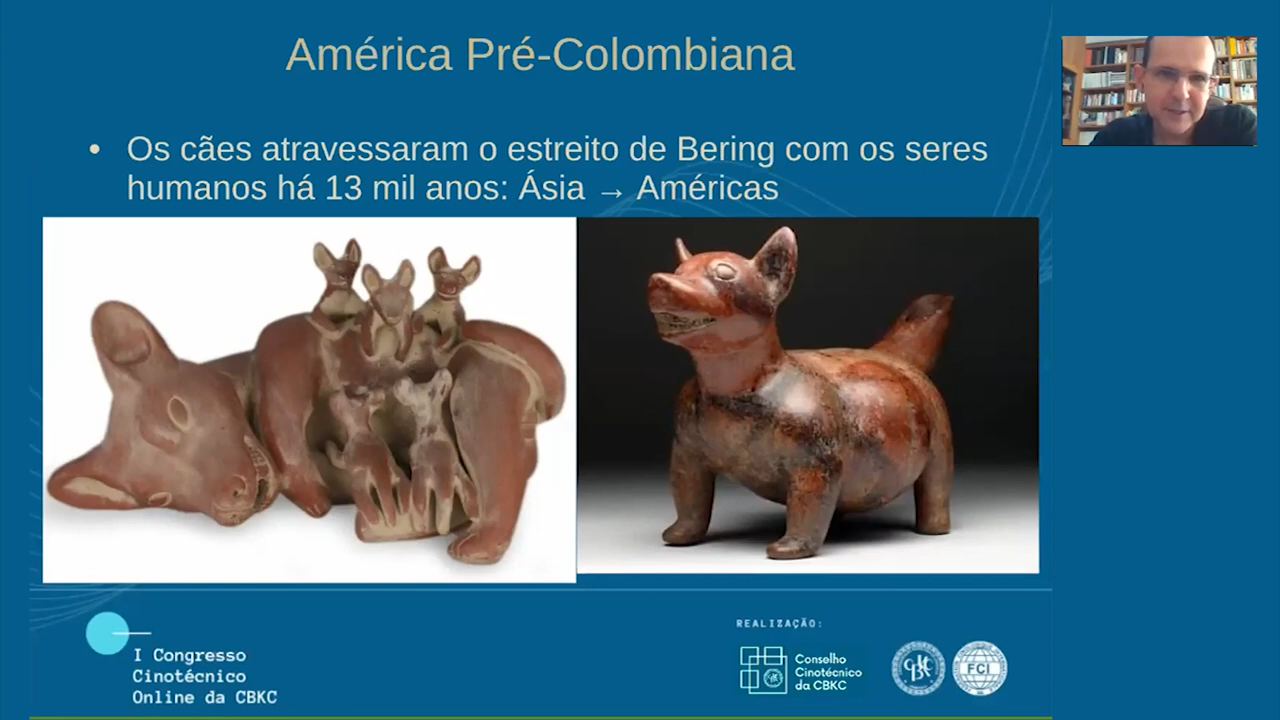 América Pré-Colombiana
• Os cães atravessaram o estreito de Bering com os seres
humanos há 13 mil anos: Ásia → Américas
I Congresso
Cinotécnico
Online da CBKC
REALIZAÇÃO:
Conselho
Cinotécnico
da CBKC
FCI